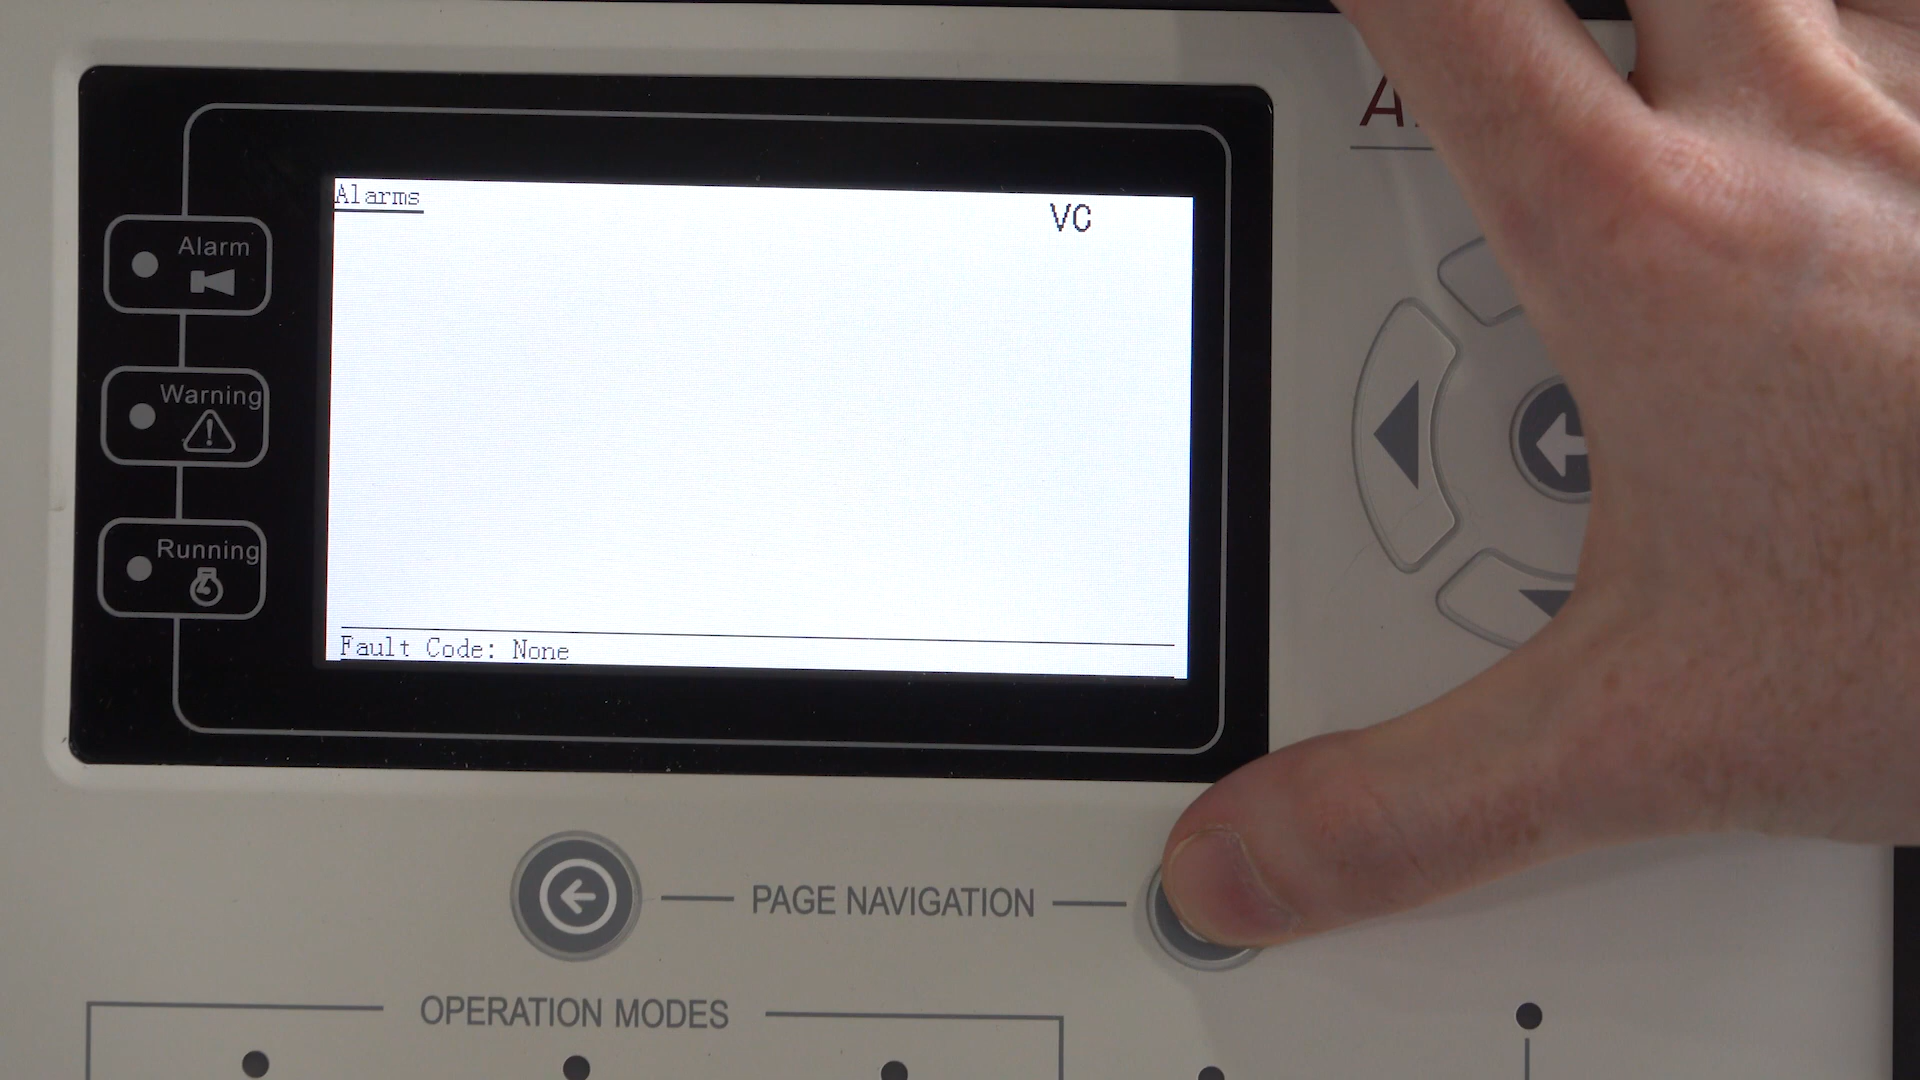 Alarms
VC
Alarm
Warning
Running
Fault Code: None
PAGE NAVIGATION
OPERATION MODES